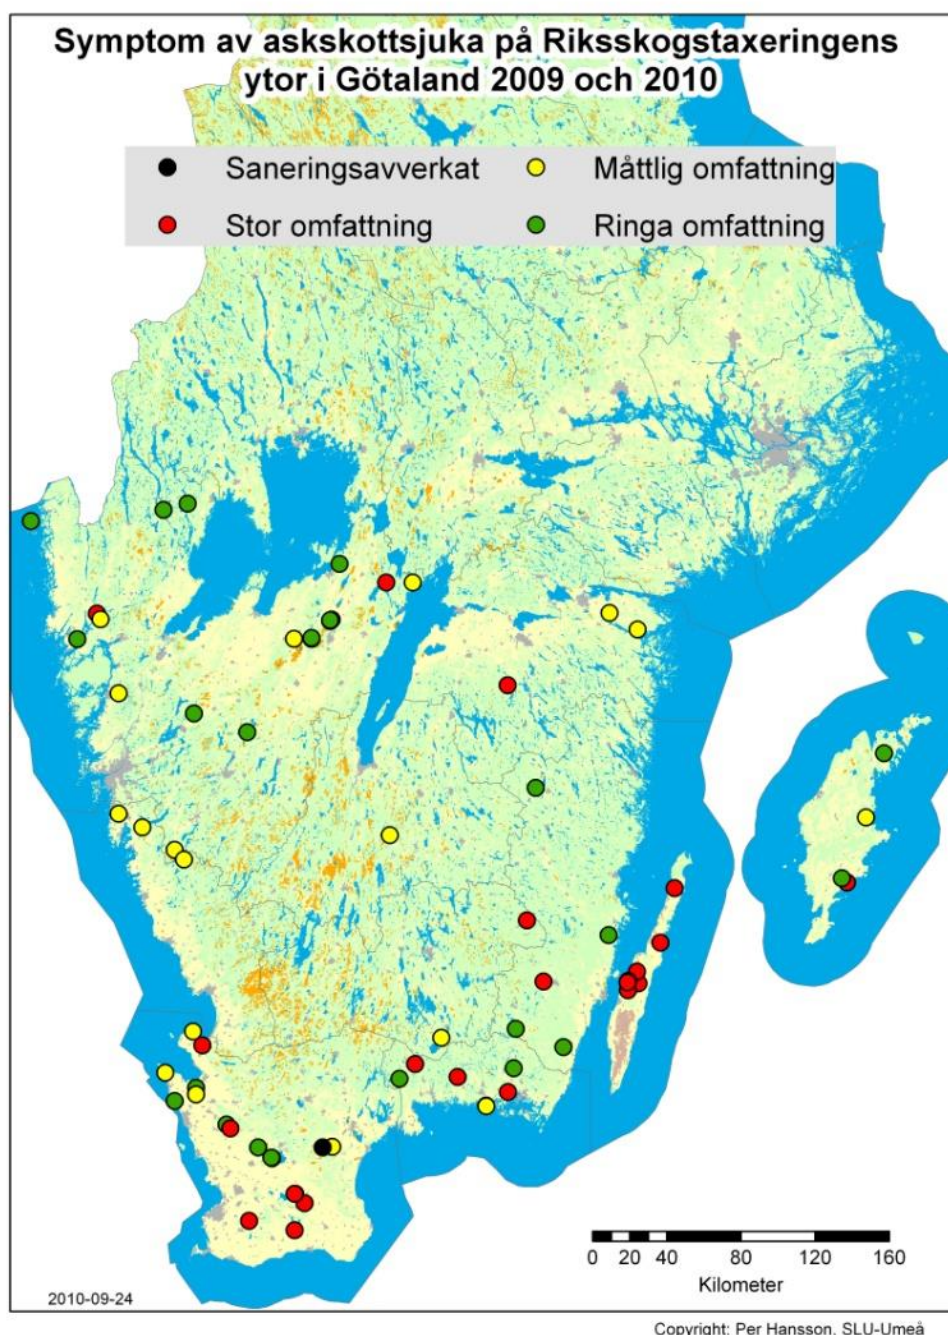 Symptom av askskottsjuka på Riksskogstaxeringens
ytor i Götaland 2009 och 2010
Saneringsavverkat
Måttlig omfattning
Stor omfattning
Ringa omfattning
0 20 40 80 120 160
Kilometer
2010-09-24
Copyright: Per Hansson, SLU-Umeå